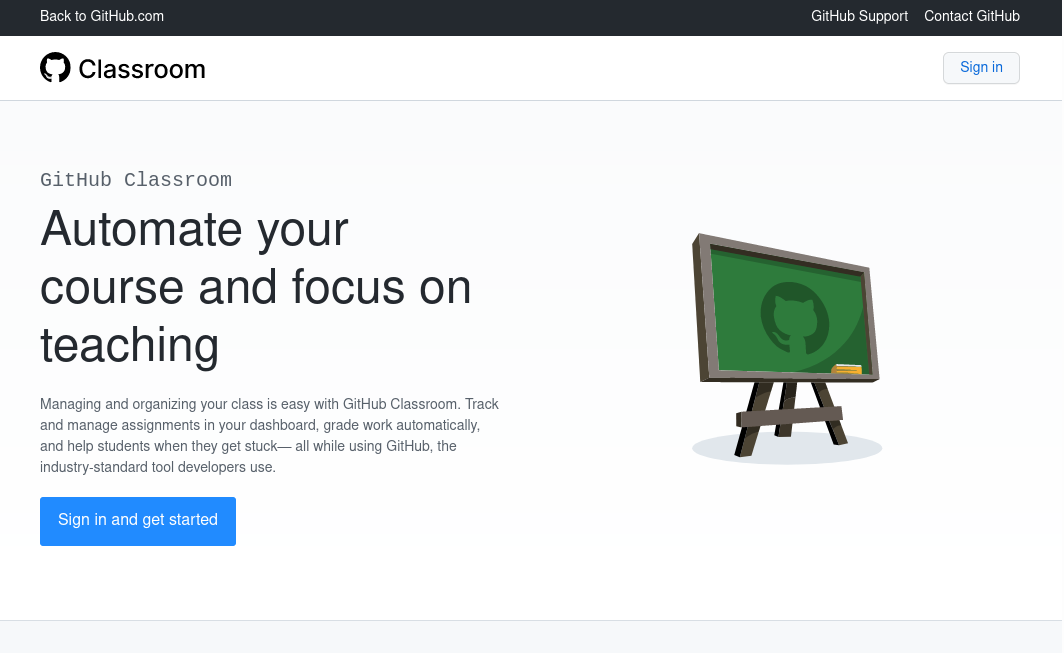 Back to GitHub.com
GitHub Support
Contact GitHub
Classroom
Sign in
GitHub Classroom
Automate your
course and focus on
teaching
Managing and organizing your class is easy with GitHub Classroom. Track
and manage assignments in your dashboard, grade work automatically,
and help students when they get stuck— all while using GitHub, the
industry-standard tool developers use.
Sign in and get started